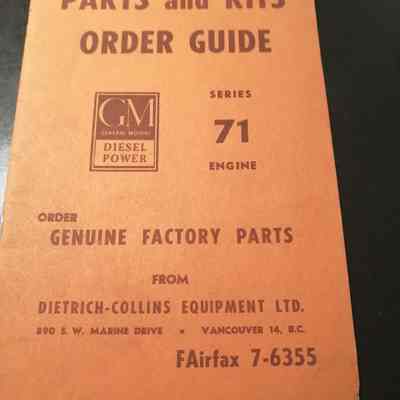 PARTS and KITS
ORDER GUIDE
GM
GENERAL MOTORS
DIESEL
POWER
SERIES
71
ENGINE
ORDER
GENUINE FACTORY PARTS
FROM
DIETRICH-COLLINS EQUIPMENT LTD.
890 S. W. MARINE DRIVE • VANCOUVER 14, B.C.
FAirfax 7-6355